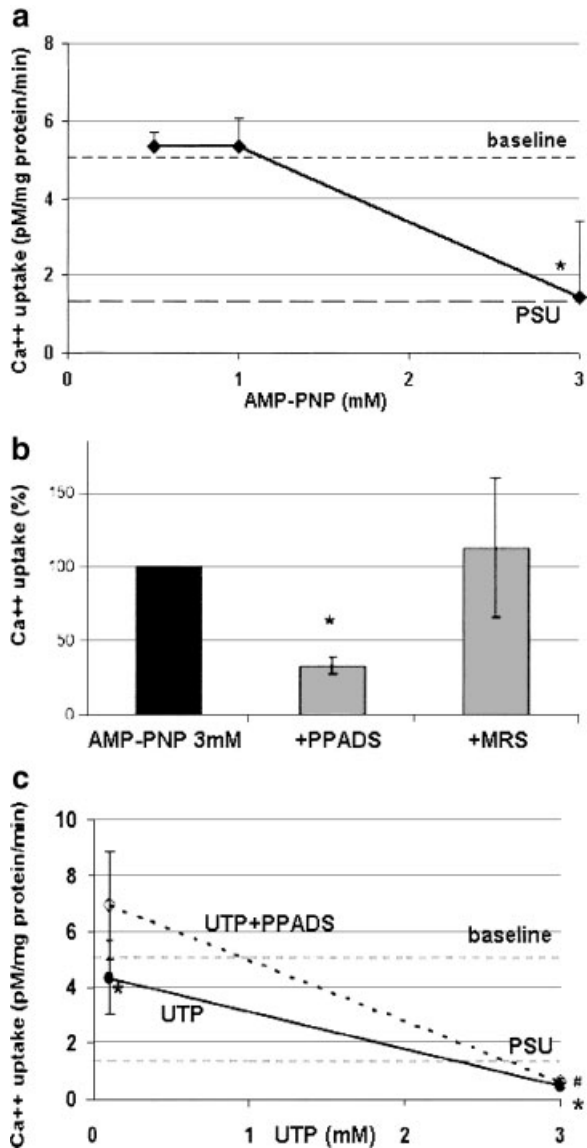 a
Ca++ uptake (pM/mg protein/min)
8
6
4
2
0
baseline
*
PSU
0 1 2 3
AMP-PNP (mM)
b
Ca++ uptake (%)
150
100
50
0
*
AMP-PNP 3mM +PPADS +MRS
c
Ca++ uptake (pM/mg protein/min)
10
8
6
4
2
0
UTP+PPADS
baseline
*
UTP
PSU
#
*
0 1 2 3
UTP (mM)